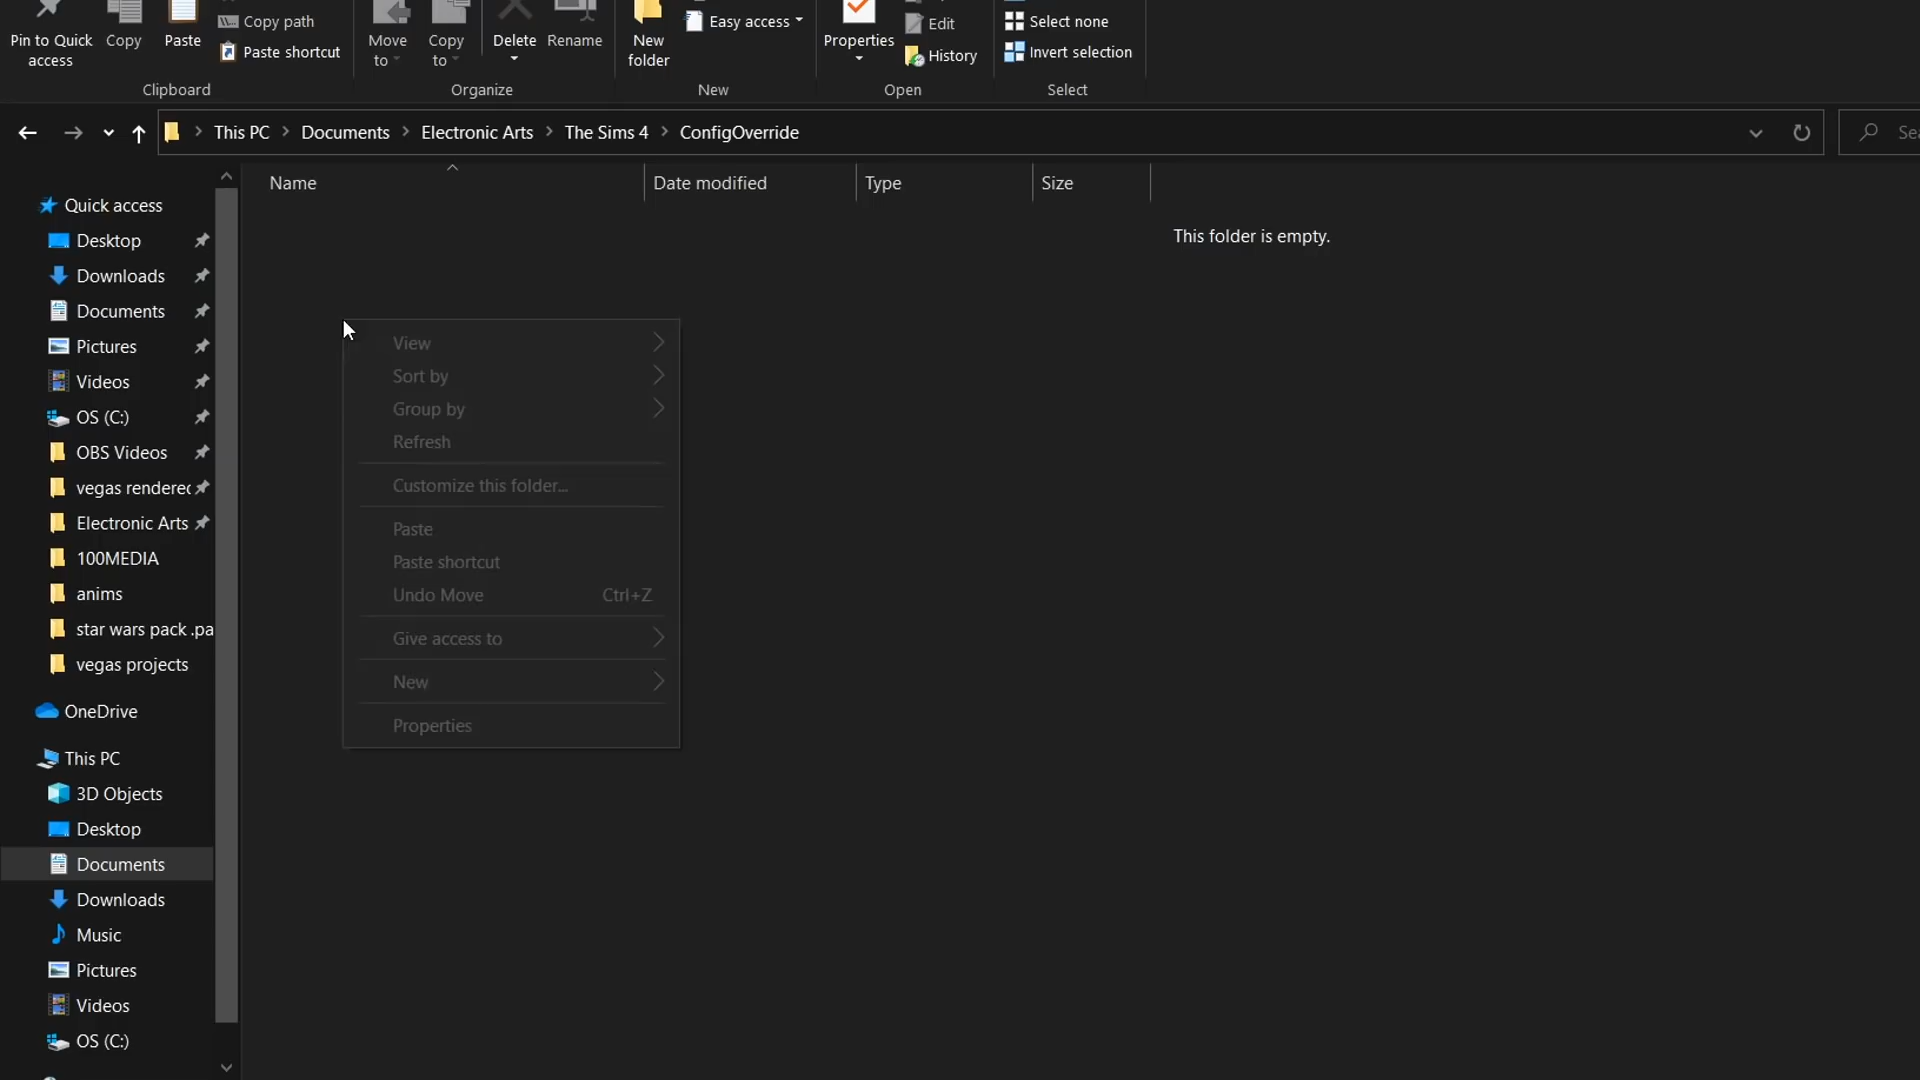 Copy path
Pin to Quick access
Copy
Paste
Paste shortcut
Move to
Copy to
Delete
Rename
New folder
Easy access
Properties
Edit
History
Select none
Invert selection
Clipboard
Organize
New
Open
Select
This PC
Documents
Electronic Arts
The Sims 4
ConfigOverride
Name
Date modified
Type
Size
This folder is empty.
Quick access
Desktop
Downloads
Documents
Pictures
Videos
OS (C:)
OBS Videos
vegas rendered
Electronic Arts
100MEDIA
anims
star wars pack .pa
vegas projects
OneDrive
This PC
3D Objects
Desktop
Documents
Downloads
Music
Pictures
Videos
OS (C:)
View
Sort by
Group by
Refresh
Customize this folder...
Paste
Paste shortcut
Undo Move Ctrl+Z
Give access to
New
Properties